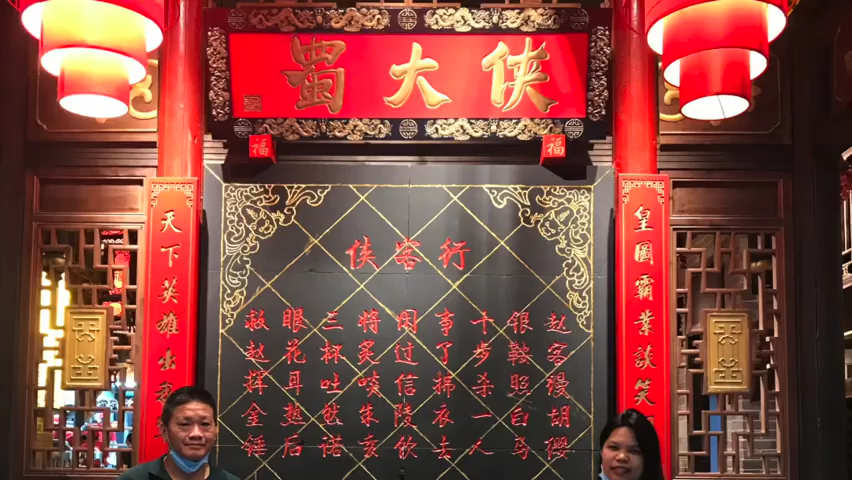 蜀大侠
福
福
皇圖霸業談笑
天下英雄出
侠客行
赵客缦胡缨
银鞍照白马
十步杀一人
事了拂衣去
闲过信陵饮
将炙啖朱亥
三杯吐然诺
眼花耳热后
救赵挥金锤